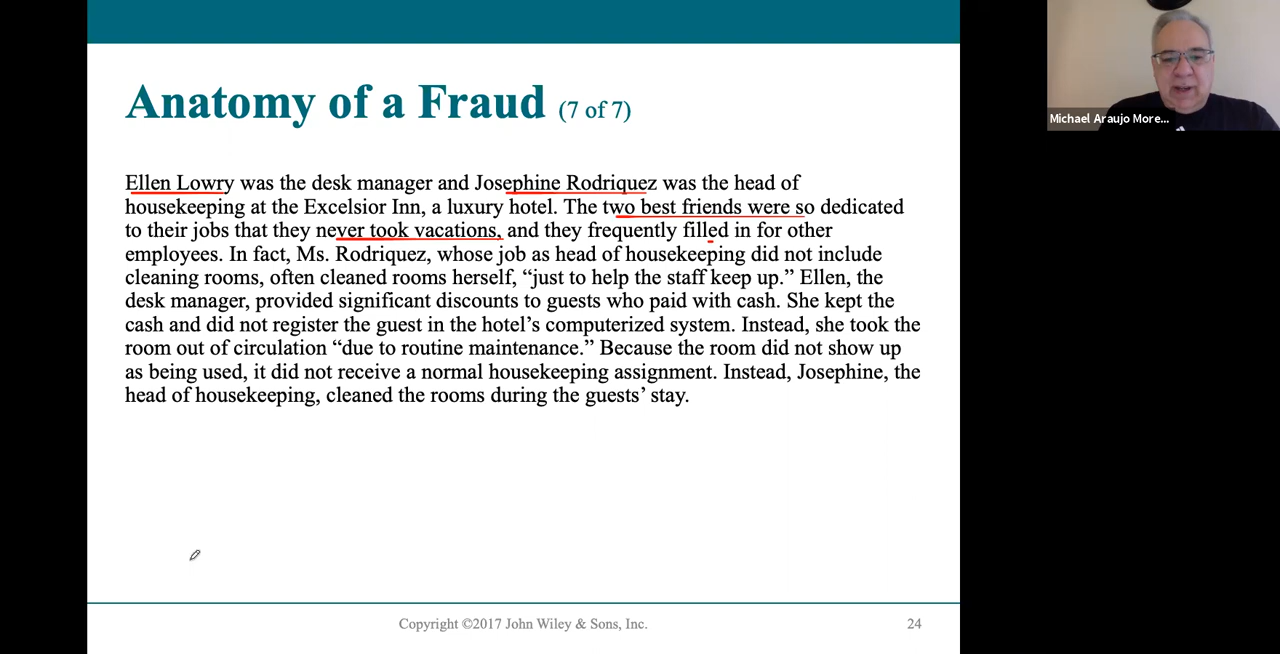 Anatomy of a Fraud (7 of 7)
Michael Araujo More...
Ellen Lowry was the desk manager and Josephine Rodriquez was the head of
housekeeping at the Excelsior Inn, a luxury hotel. The two best friends were so dedicated
to their jobs that they never took vacations, and they frequently filled in for other
employees. In fact, Ms. Rodriquez, whose job as head of housekeeping did not include
cleaning rooms, often cleaned rooms herself, “just to help the staff keep up.” Ellen, the
desk manager, provided significant discounts to guests who paid with cash. She kept the
cash and did not register the guest in the hotel’s computerized system. Instead, she took the
room out of circulation “due to routine maintenance.” Because the room did not show up
as being used, it did not receive a normal housekeeping assignment. Instead, Josephine, the
head of housekeeping, cleaned the rooms during the guests’ stay.
Copyright ©2017 John Wiley & Sons, Inc.
24